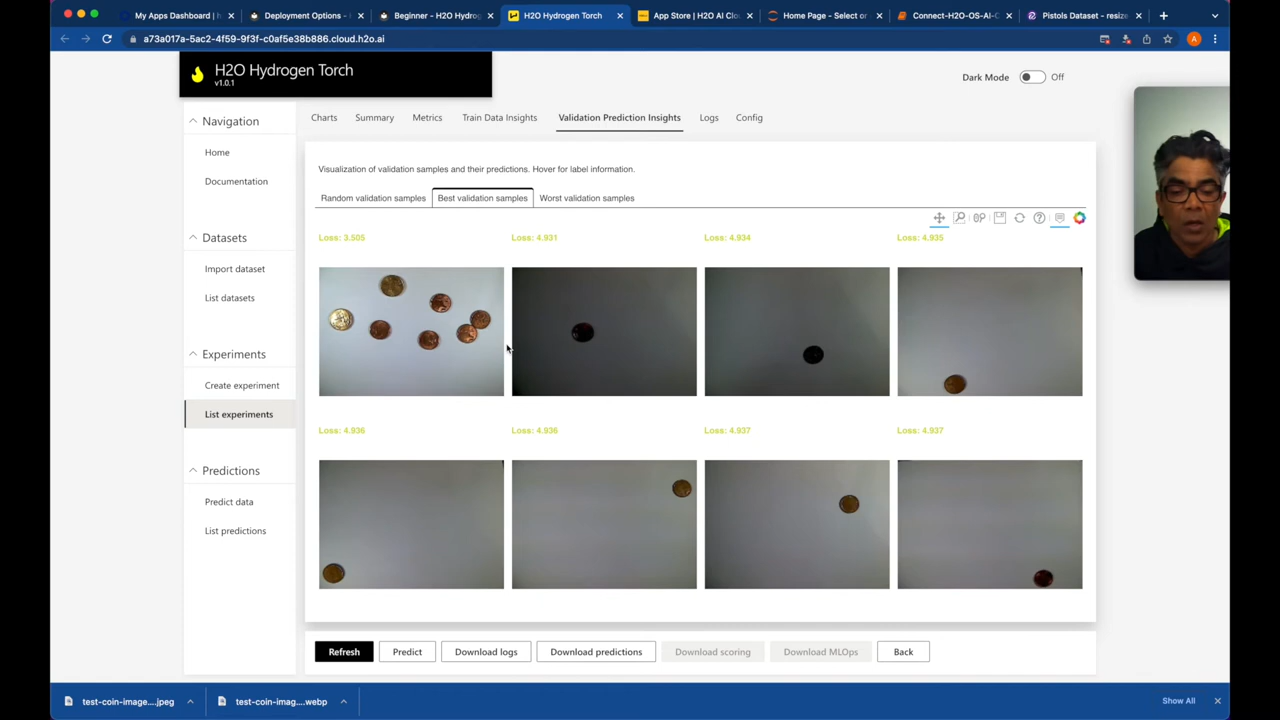 My Apps Dashboard | h
Deployment Options - H
Beginner - H2O Hydrog
H2O Hydrogen Torch
App Store | H2O AI Clou
Home Page - Select or
Connect-H2O-OS-AI-C
Pistols Dataset - resize
a73a017a-5ac2-4f59-9f3f-c0af5e38b886.cloud.h2o.ai
A
H2O Hydrogen Torch
v1.0.1
Dark Mode
Off
Navigation
Home
Documentation
Datasets
Import dataset
List datasets
Experiments
Create experiment
List experiments
Predictions
Predict data
List predictions
Charts
Summary
Metrics
Train Data Insights
Validation Prediction Insights
Logs
Config
Visualization of validation samples and their predictions. Hover for label information.
Random validation samples
Best validation samples
Worst validation samples
Loss: 3.505
Loss: 4.931
Loss: 4.934
Loss: 4.935
Loss: 4.936
Loss: 4.936
Loss: 4.937
Loss: 4.937
Refresh
Predict
Download logs
Download predictions
Download scoring
Download MLOps
Back
test-coin-image....jpeg
test-coin-imag....webp
Show All